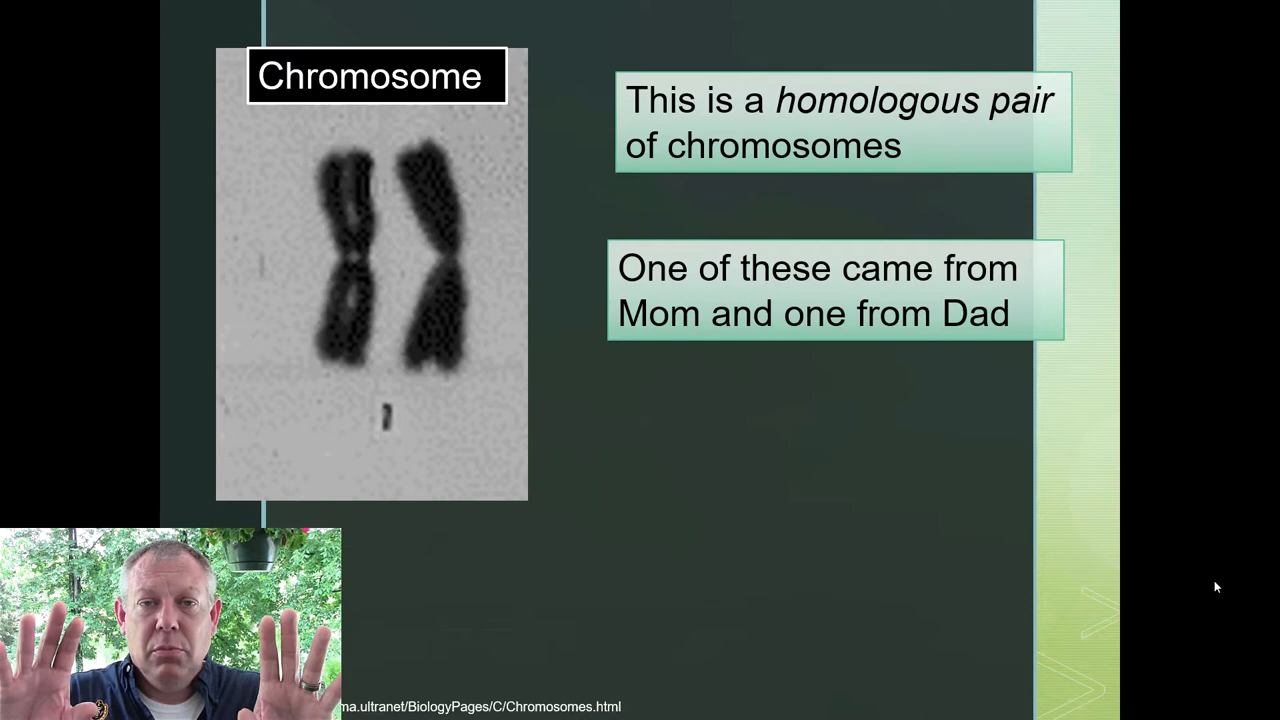 Chromosome
This is a homologous pair
of chromosomes
One of these came from
Mom and one from Dad
ma.ultranet/BiologyPages/C/Chromosomes.html